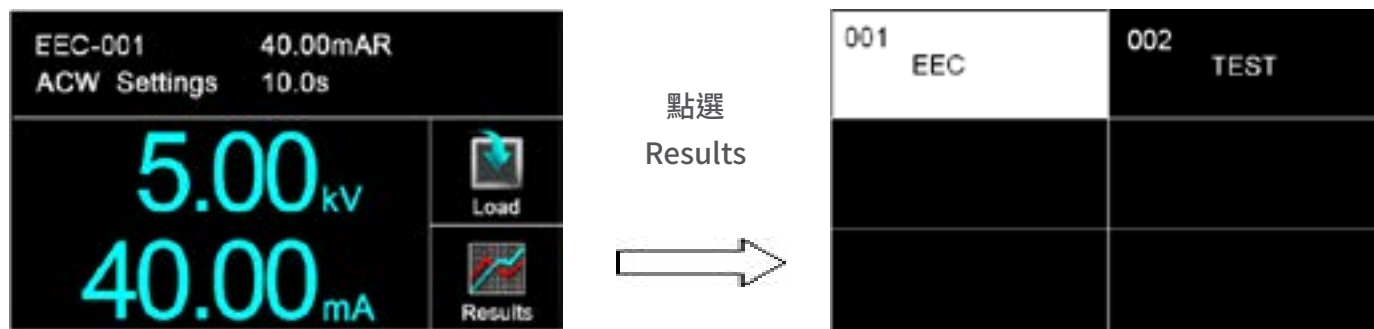 EEC-001 40.00mAR
ACW Settings 10.0s
5.00kV
Load
40.00mA
Results
點選
Results
001
EEC
002
TEST